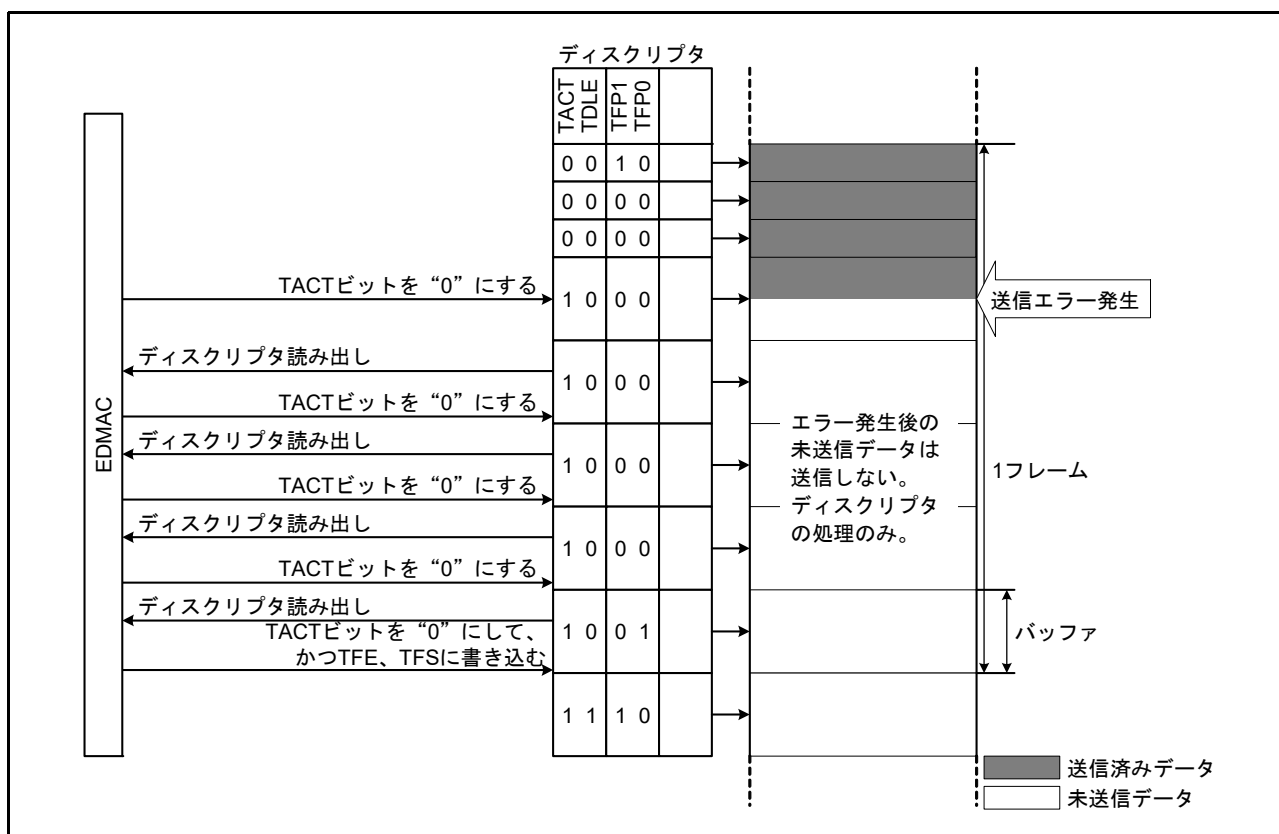 ディスクリプタ
TACT
TDLE
TFP1
TFP0
0 0 1 0
0 0 0 0
0 0 0 0
TACTビットを“0”にする
1 0 0 0
送信エラー発生
ディスクリプタ読み出し
1 0 0 0
TACTビットを“0”にする
EDMAC
ディスクリプタ読み出し
1 0 0 0
TACTビットを“0”にする
エラー発生後の
未送信データは
送信しない。
ディスクリプタ
の処理のみ。
1フレーム
ディスクリプタ読み出し
1 0 0 0
TACTビットを“0”にする
ディスクリプタ読み出し
TACTビットを“0”にして、
かつTFE、TFSに書き込む
1 0 0 1
バッファ
1 1 1 0
送信済みデータ
未送信データ